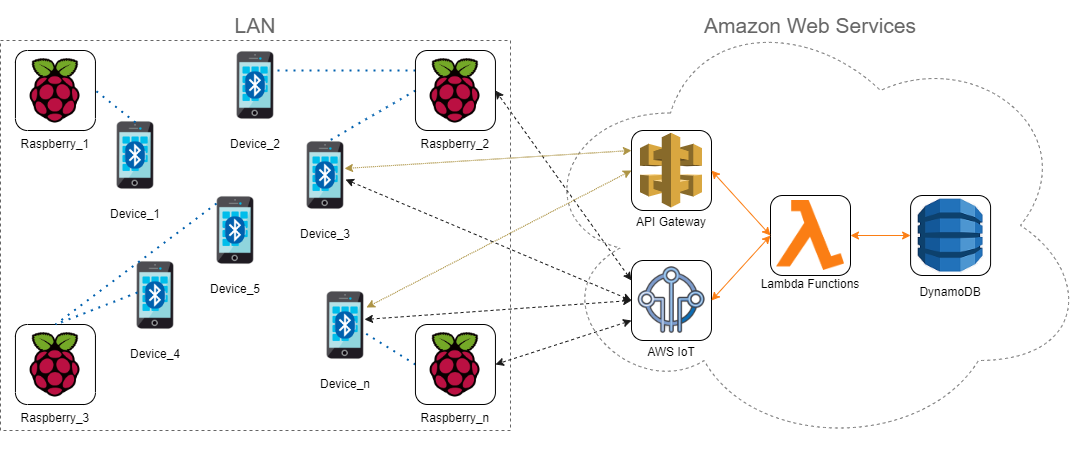 LAN
Amazon Web Services
Raspberry_1
Device_1
Device_2
Raspberry_2
Device_3
Device_5
Device_4
Raspberry_3
Device_n
Raspberry_n
API Gateway
AWS IoT
Lambda Functions
DynamoDB